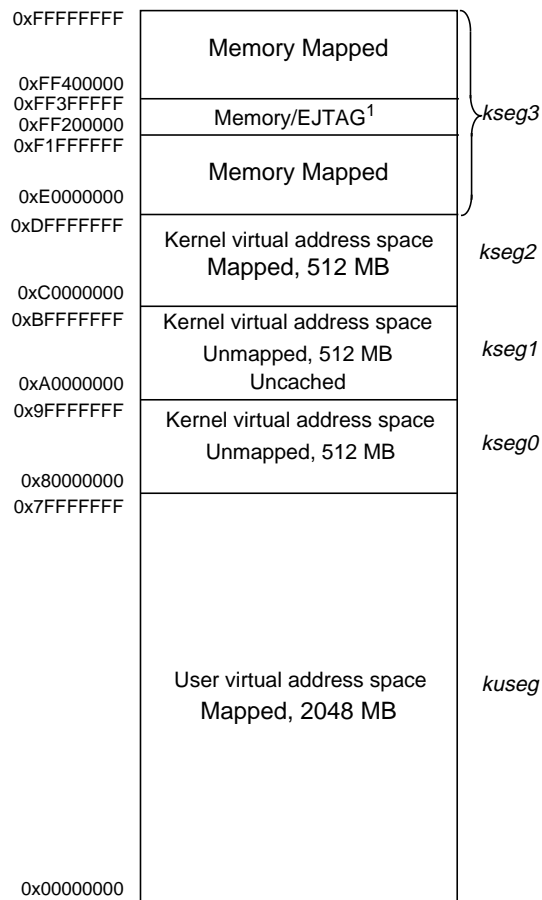 0xFFFFFFFF
Memory Mapped
0xFF400000
0xFF3FFFFF
Memory/EJTAG1
kseg3
0xFF200000
0xF1FFFFFF
Memory Mapped
0xE0000000
0xDFFFFFFF
Kernel virtual address space
kseg2
Mapped, 512 MB
0xC0000000
0xBFFFFFFF
Kernel virtual address space
Unmapped, 512 MB
kseg1
Uncached
0xA0000000
0x9FFFFFFF
Kernel virtual address space
kseg0
Unmapped, 512 MB
0x80000000
0x7FFFFFFF
User virtual address space
kuseg
Mapped, 2048 MB
0x00000000